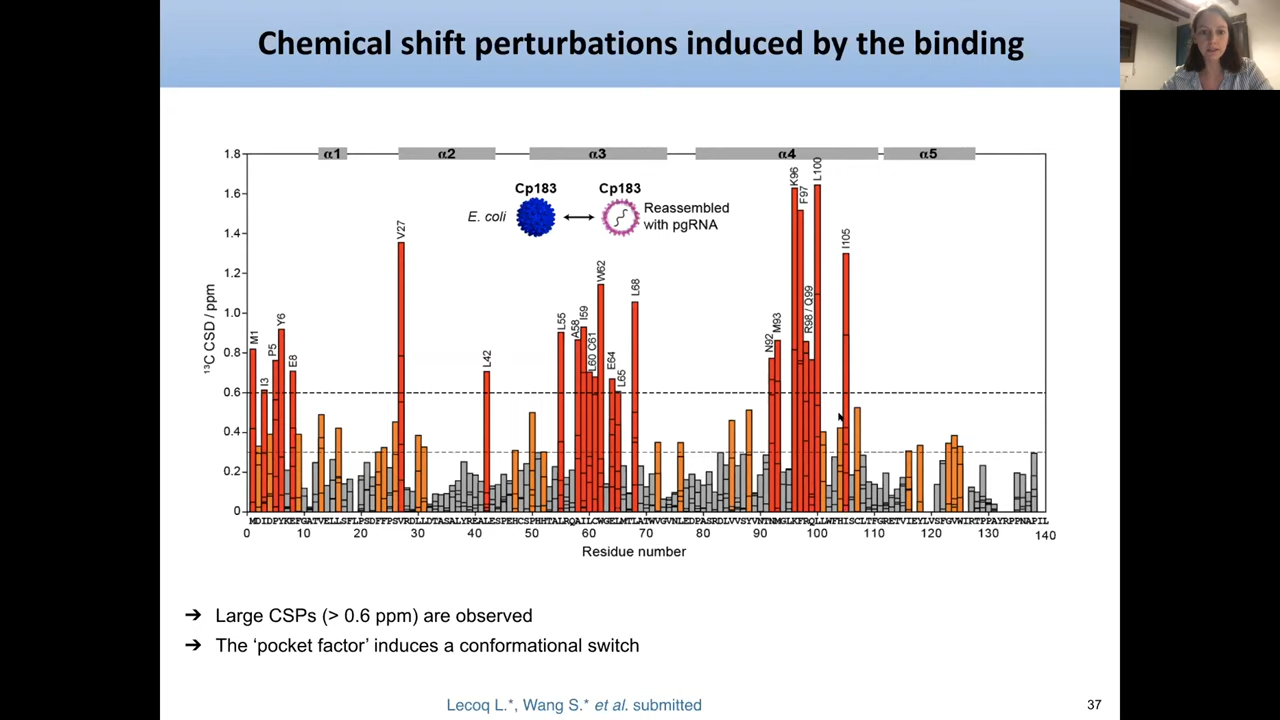 Chemical shift perturbations induced by the binding
α1 α2 α3 α4 α5
Cp183 Cp183
E. coli
Reassembled
with pgRNA
¹³C CSD / ppm
1.8
1.6
1.4
1.2
1.0
0.8
0.6
0.4
0.2
0
M1 I3 P5 Y6 E8 V27 L42 L55 A58 I59 L60 C61 W62 E64 L65 L68 N92 M93 K96 F97 R98 / Q99 L100 I105
MDIDPYKEFGATVELLSFLPSDFFPSVRDLLDTASALYREALESPEHCSPHHTALRQAILCWGELMTLATWVGVNLEDPASRDLVVSYVNTNMGLKFRQLLWFHISCLTFGRETVIEYLVSFGVWIRTPPAYRPPNAPIL
0 10 20 30 40 50 60 70 80 90 100 110 120 130 140
Residue number
➔ Large CSPs (> 0.6 ppm) are observed
➔ The ‘pocket factor’ induces a conformational switch
Lecoq L.*, Wang S.* et al. submitted
37